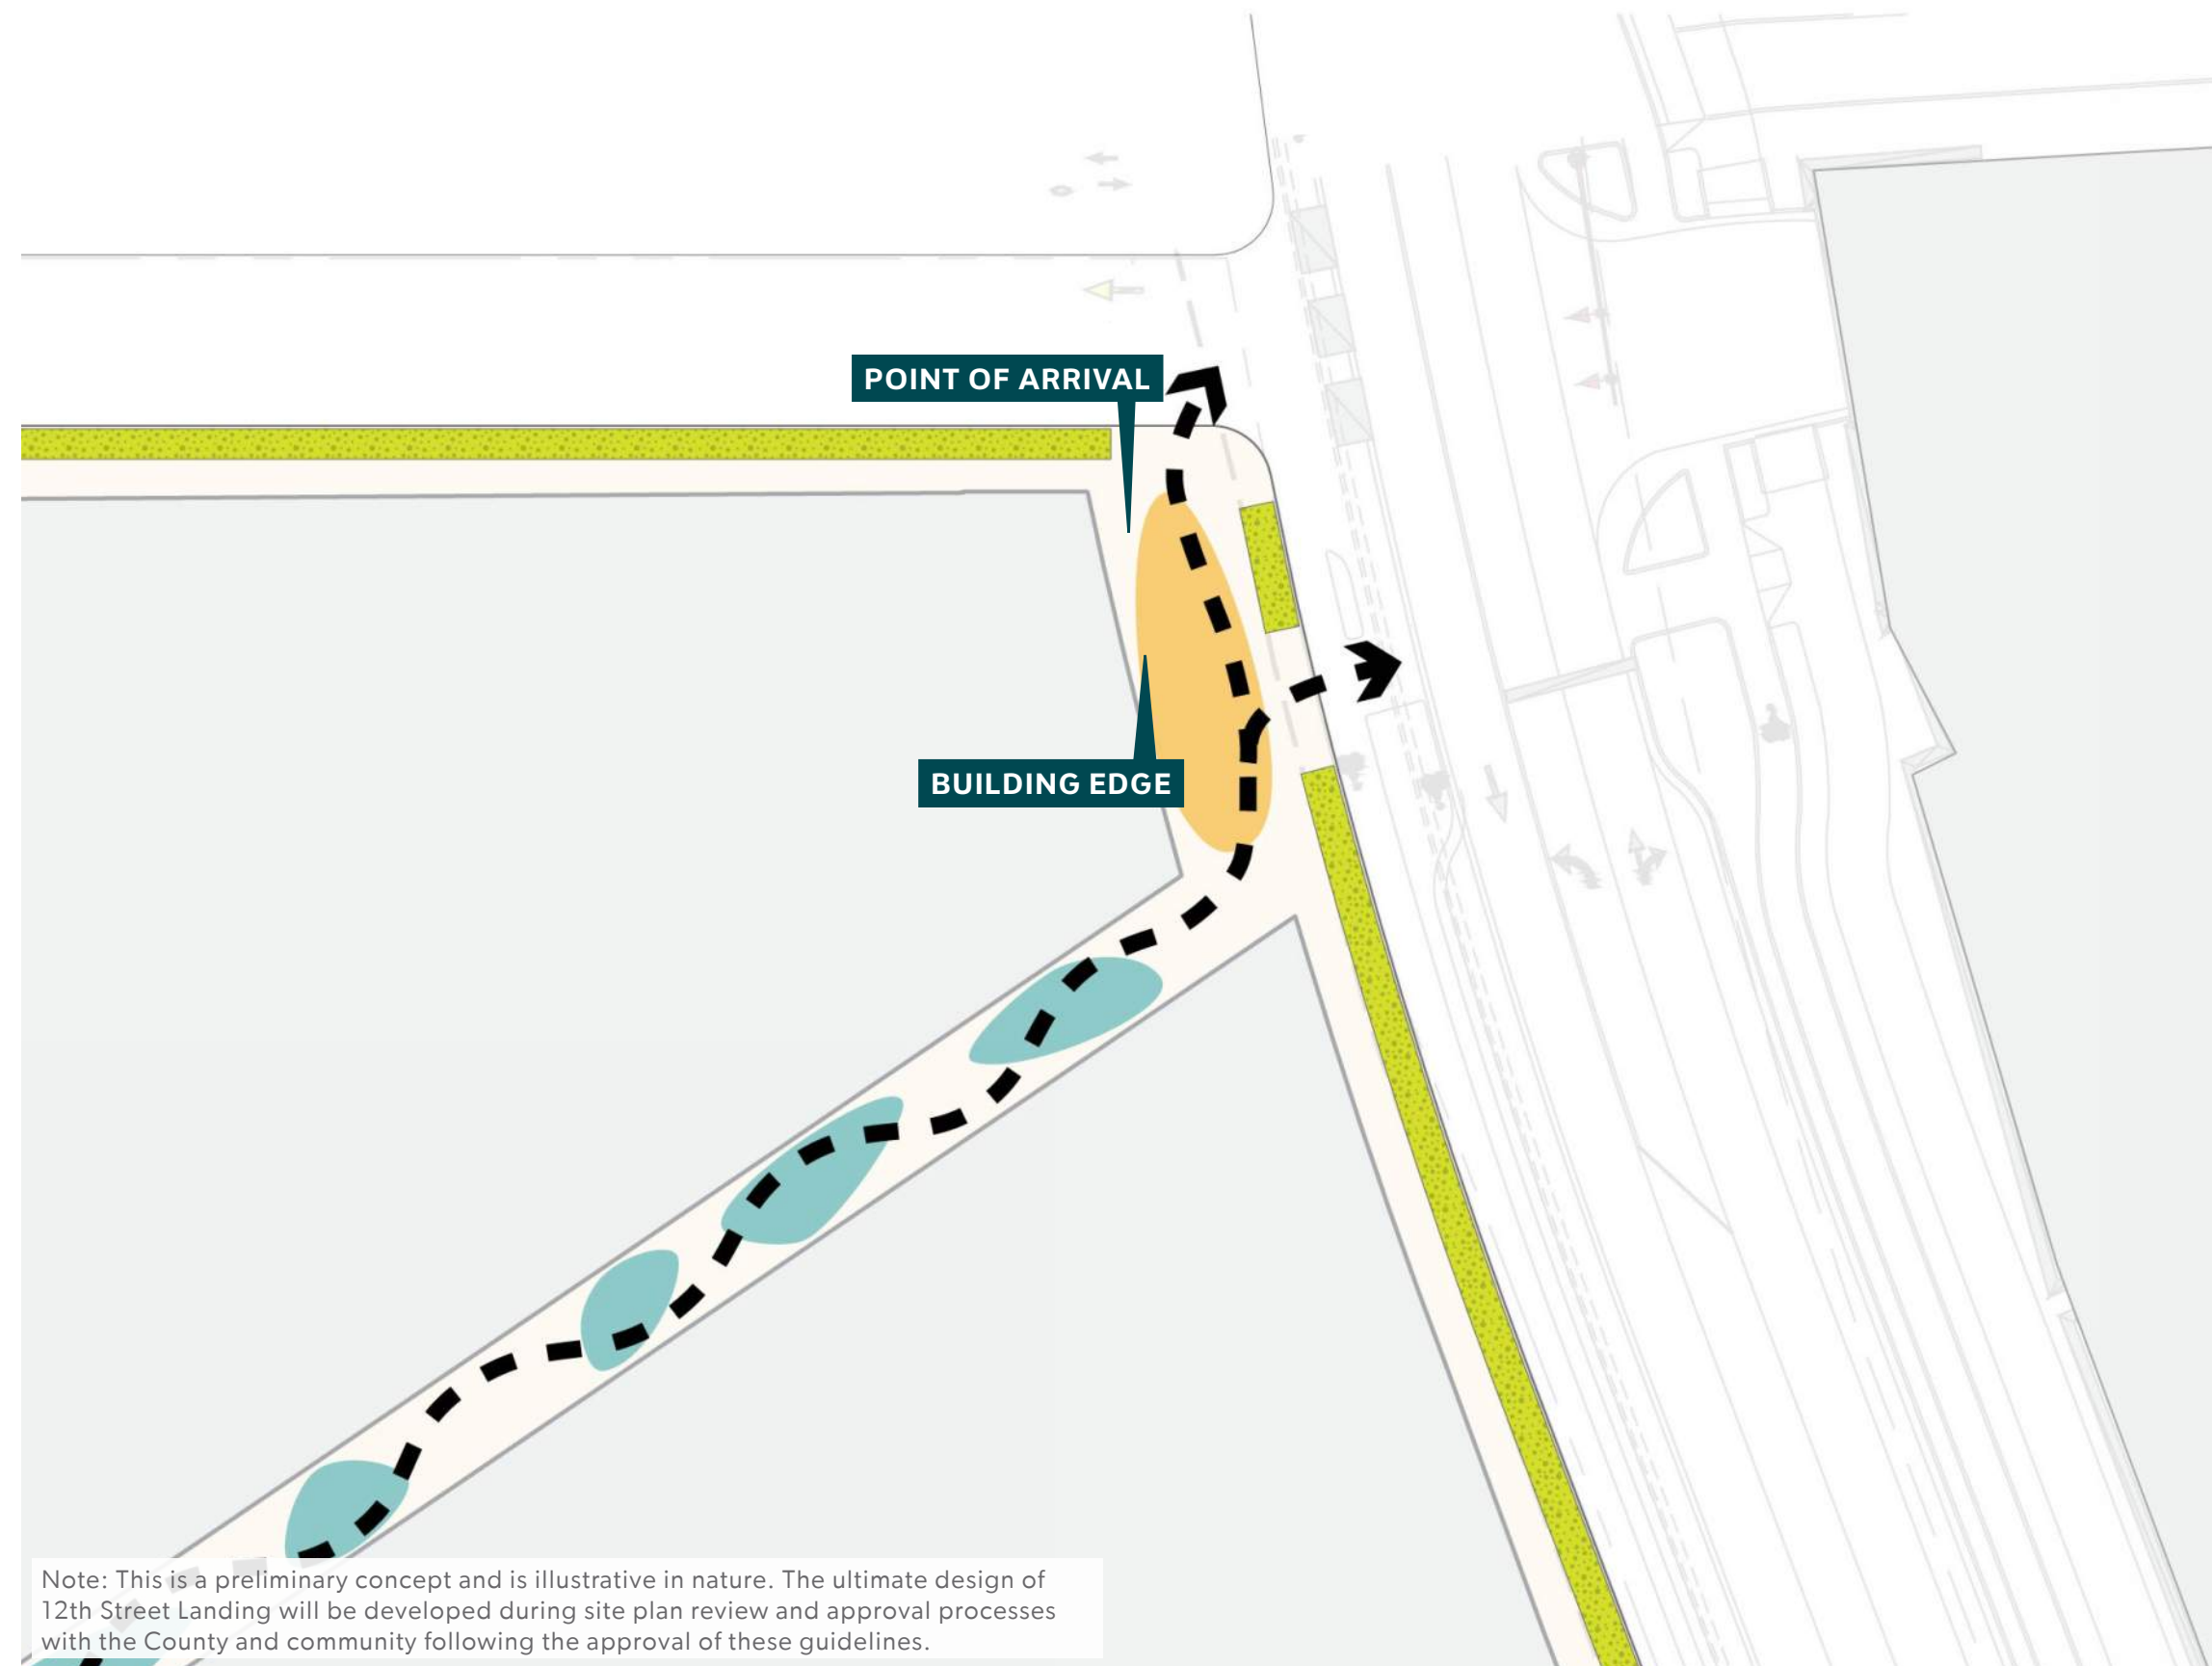 POINT OF ARRIVAL
BUILDING EDGE
Note: This is a preliminary concept and is illustrative in nature. The ultimate design of
12th Street Landing will be developed during site plan review and approval processes
with the County and community following the approval of these guidelines.